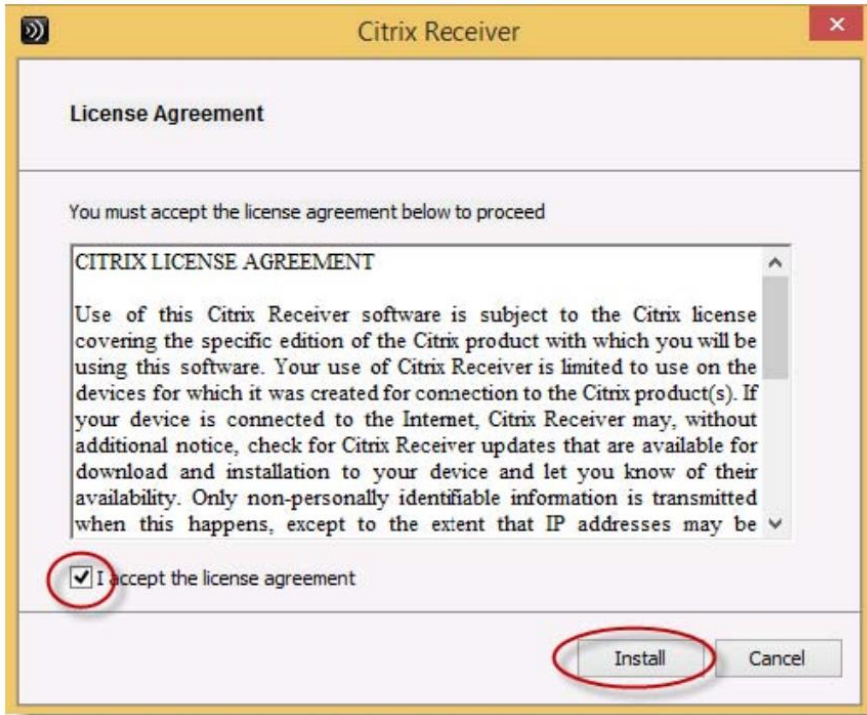 Citrix Receiver
License Agreement
You must accept the license agreement below to proceed
CITRIX LICENSE AGREEMENT
Use of this Citrix Receiver software is subject to the Citrix license
covering the specific edition of the Citrix product with which you will be
using this software. Your use of Citrix Receiver is limited to use on the
devices for which it was created for connection to the Citrix product(s). If
your device is connected to the Internet, Citrix Receiver may, without
additional notice, check for Citrix Receiver updates that are available for
download and installation to your device and let you know of their
availability. Only non-personally identifiable information is transmitted
when this happens, except to the extent that IP addresses may be
I accept the license agreement
Install
Cancel